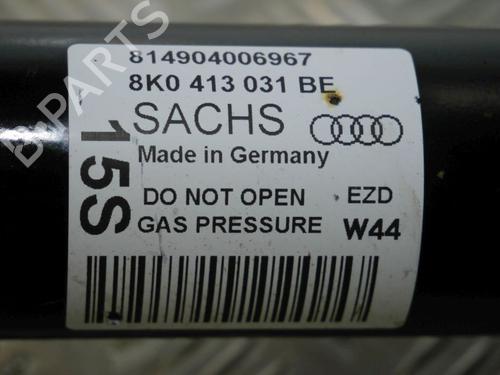 814904006967
8K0 413 031 BE
SACHS
Made in Germany
15S
DO NOT OPEN EZD
GAS PRESSURE W44
B-PARTS